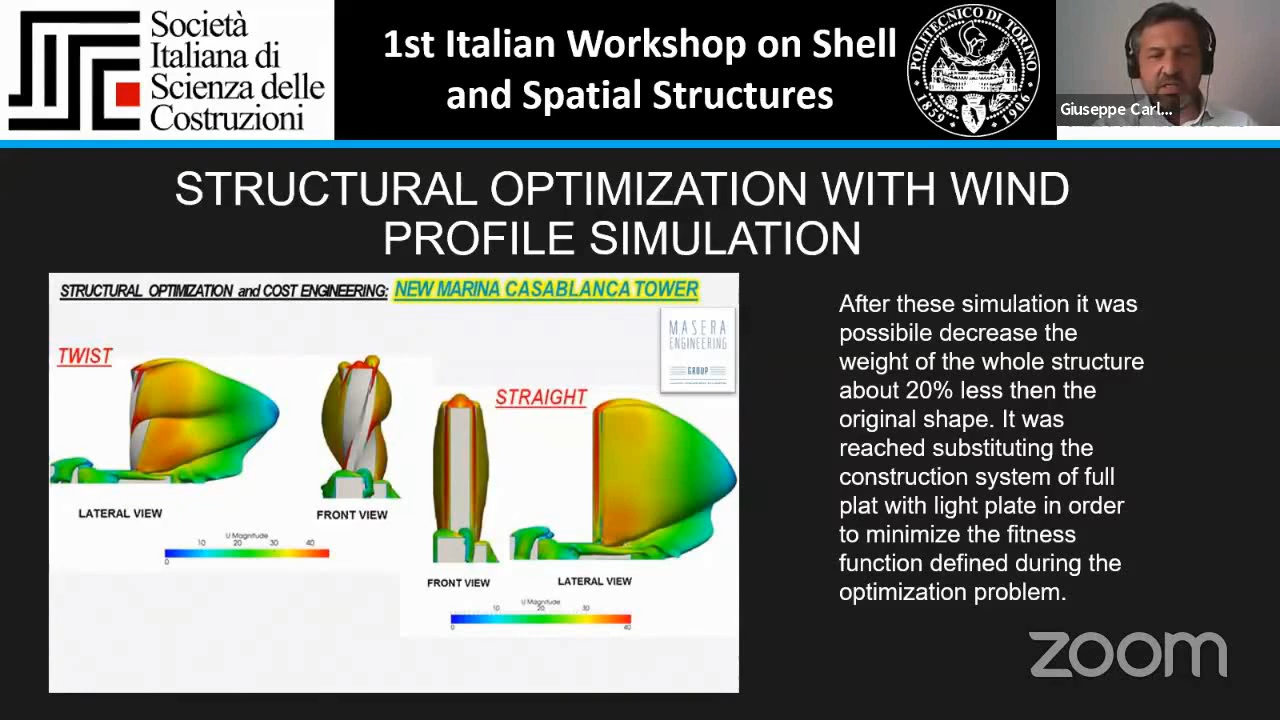 Società
Italiana di
Scienza delle
Costruzioni
1st Italian Workshop on Shell
and Spatial Structures
POLITECNICO DI TORINO
1859
1906
Giuseppe Carl...
STRUCTURAL OPTIMIZATION WITH WIND
PROFILE SIMULATION
STRUCTURAL OPTIMIZATION and COST ENGINEERING: NEW MARINA CASABLANCA TOWER
MASERA
ENGINEERING
GROUP
TWIST
STRAIGHT
LATERAL VIEW
FRONT VIEW
U Magnitude
10 20 30 40
0
FRONT VIEW
LATERAL VIEW
U Magnitude
10 20 30
0 40
After these simulation it was
possibile decrease the
weight of the whole structure
about 20% less then the
original shape. It was
reached substituting the
construction system of full
plat with light plate in order
to minimize the fitness
function defined during the
optimization problem.
zoom